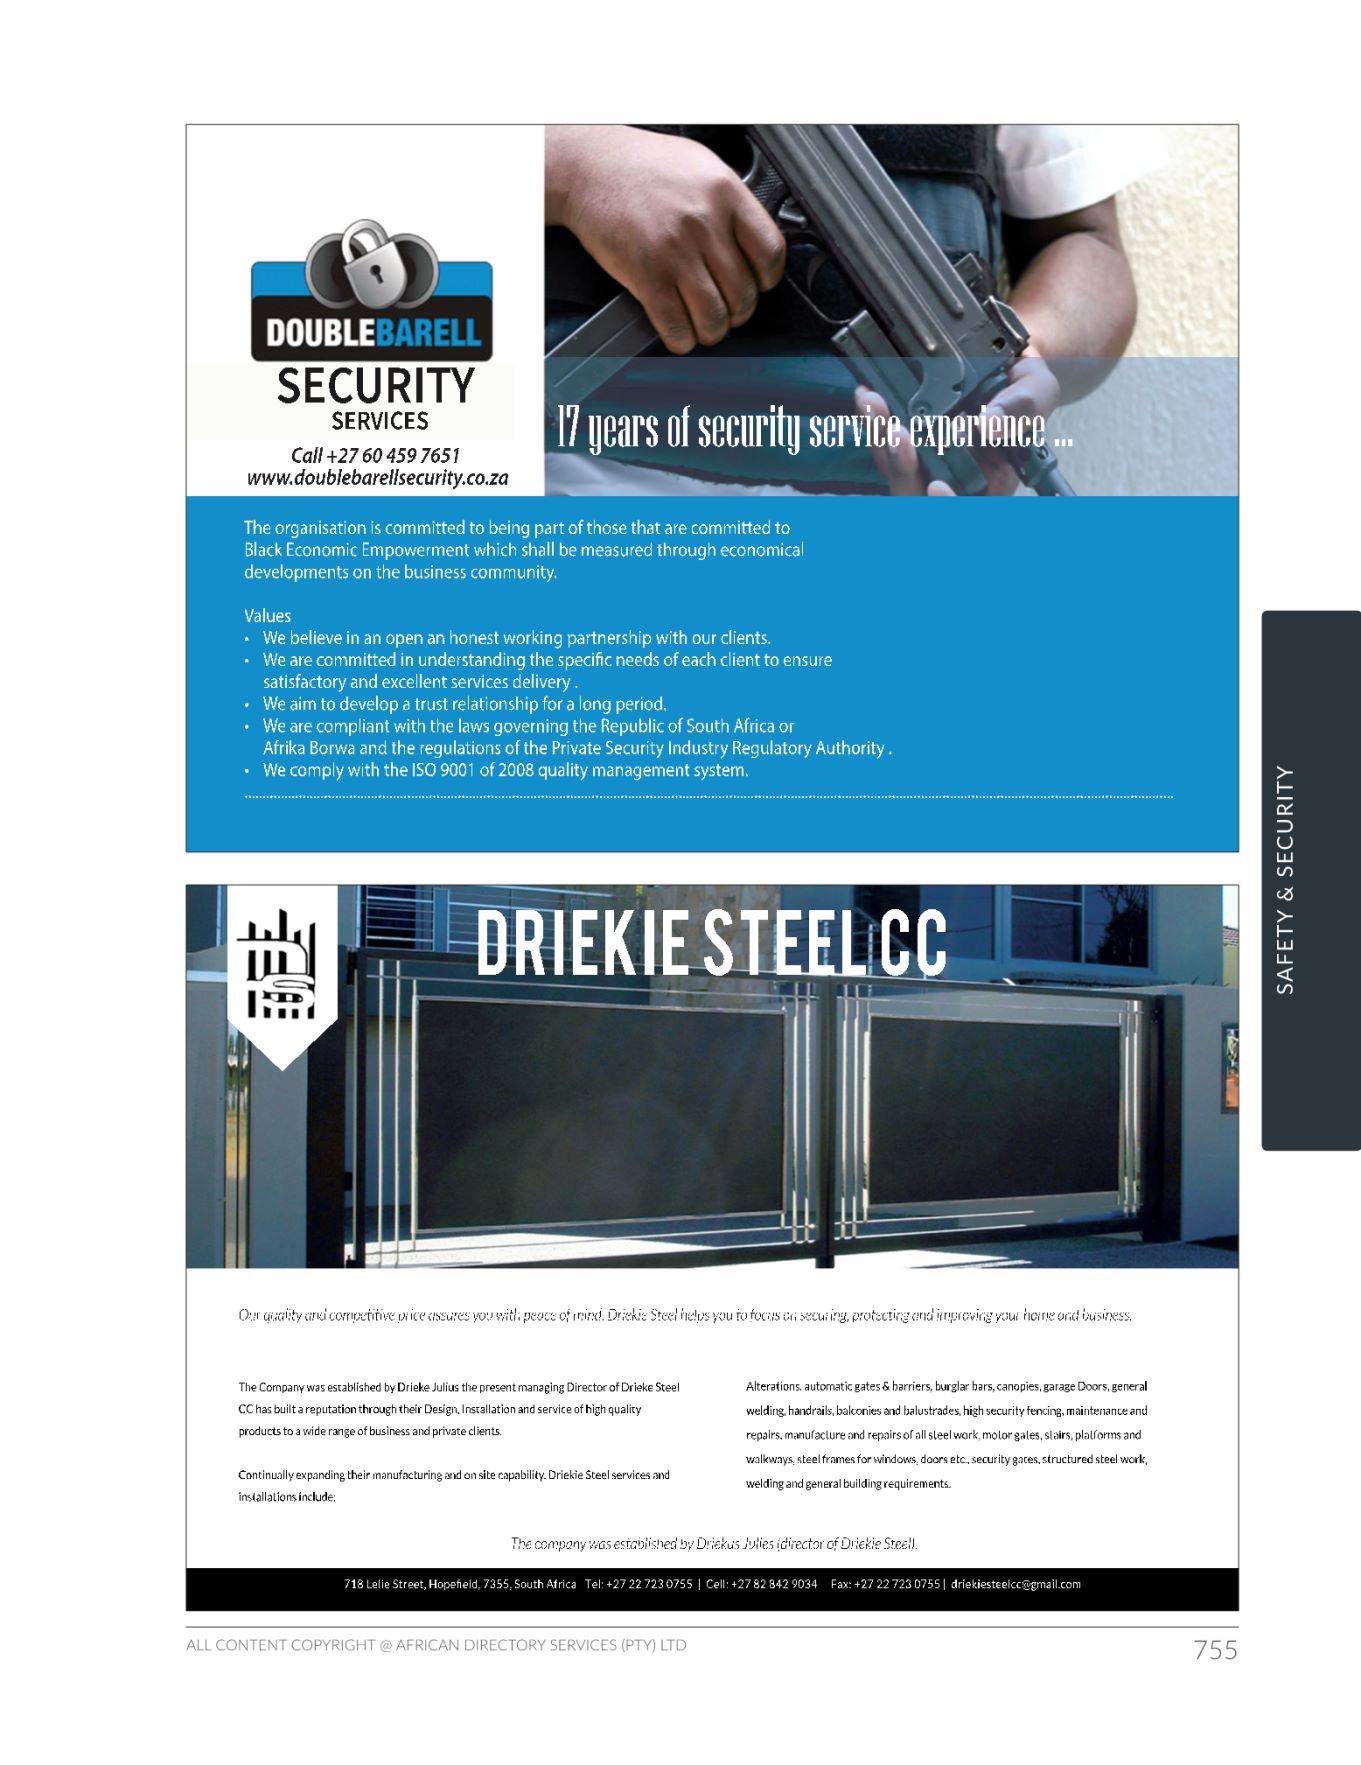 DOUBLEBARELL
SECURITY
SERVICES
Call +27 60 459 7651
www.doublebarellsecurity.co.za
17 years of security service experience ...
The organisation is committed to being part of those that are committed to
Black Economic Empowerment which shall be measured through economical
developments on the business community.
Values
• We believe in an open an honest working partnership with our clients.
• We are committed in understanding the specific needs of each client to ensure
satisfactory and excellent services delivery .
• We aim to develop a trust relationship for a long period.
• We are compliant with the laws governing the Republic of South Africa or
Afrika Borwa and the regulations of the Private Security Industry Regulatory Authority .
• We comply with the ISO 9001 of 2008 quality management system.
SAFETY & SECURITY
DS
DRIEKIE STEEL CC
Our quality and competitive price assures you with peace of mind. Driekie Steel helps you to focus on securing, protecting and improving your home and business.
The Company was established by Drieke Julius the present managing Director of Drieke Steel
CC has built a reputation through their Design, Installation and service of high quality
products to a wide range of business and private clients.
Continually expanding their manufacturing and on site capability. Driekie Steel services and
installations include:
Alterations, automatic gates & barriers, burglar bars, canopies, garage Doors, general
welding, handrails, balconies and balustrades, high security fencing, maintenance and
repairs, manufacture and repairs of all steel work, motor gates, stairs, platforms and
walkways, steel frames for windows, doors etc., security gates, structured steel work,
welding and general building requirements.
The company was established by Driekus Julies (director of Driekie Steel).
718 Lelie Street, Hopefield, 7355, South Africa Tel: +27 22 723 0755 | Cell: +27 82 842 9034 Fax: +27 22 723 0755 | driekiesteelcc@gmail.com
ALL CONTENT COPYRIGHT @ AFRICAN DIRECTORY SERVICES (PTY) LTD
755